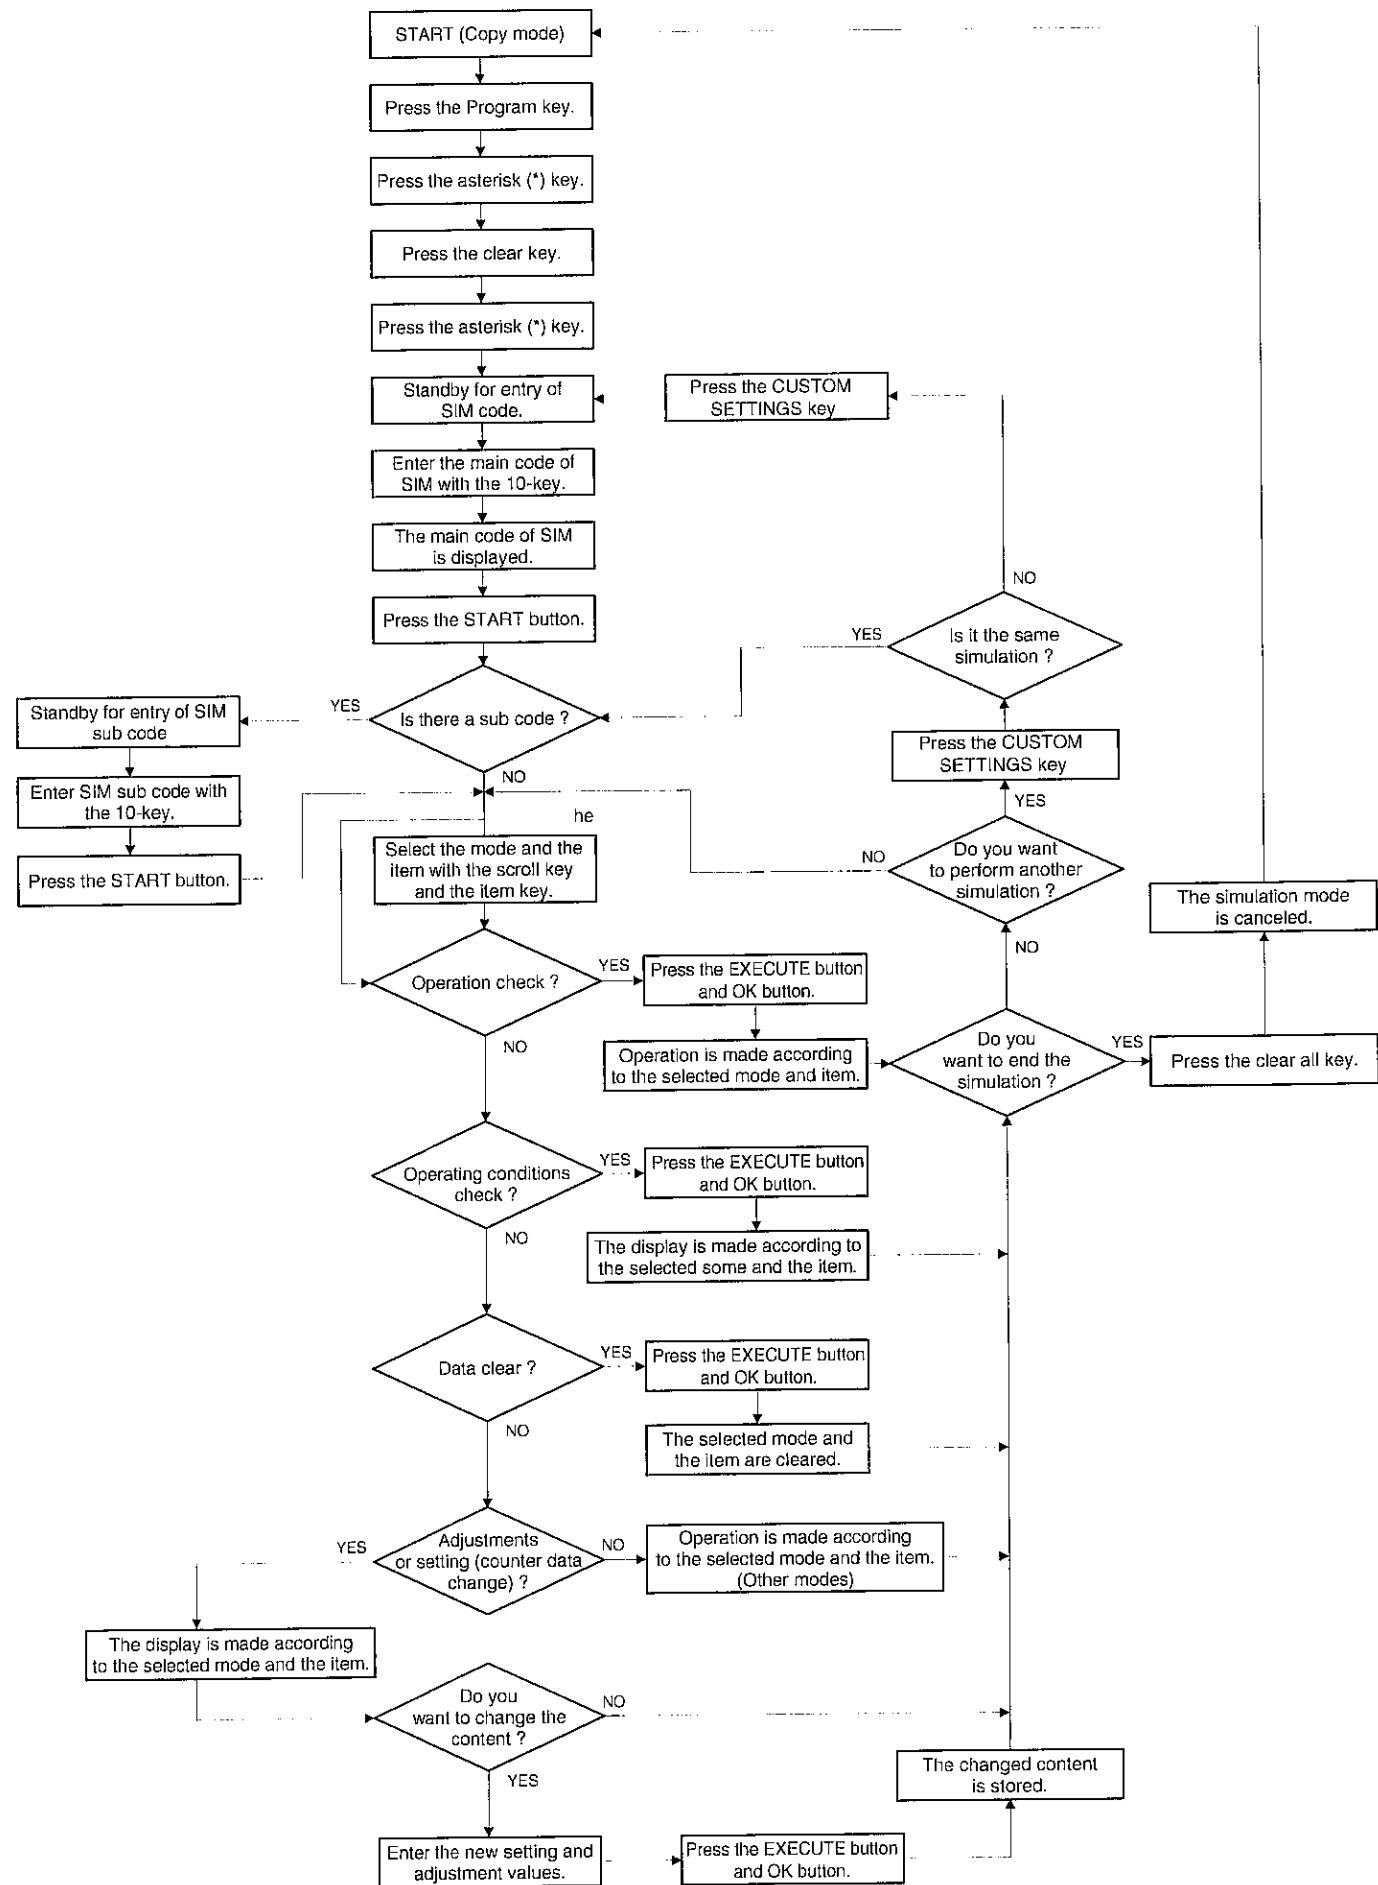 START (Copy mode)
Press the Program key.
Press the asterisk (*) key.
Press the clear key.
Press the asterisk (*) key.
Standby for entry of
SIM code.
Press the CUSTOM
SETTINGS key
Enter the main code of
SIM with the 10-key.
The main code of SIM
is displayed.
NO
Press the START button.
YES
Is it the same
simulation ?
YES
Is there a sub code ?
Standby for entry of SIM
sub code
Press the CUSTOM
SETTINGS key
NO
YES
Enter SIM sub code with
the 10-key.
he
Select the mode and the
item with the scroll key
and the item key.
NO
Do you want
to perform another
simulation ?
Press the START button.
The simulation mode
is canceled.
NO
Operation check ?
YES
Press the EXECUTE button
and OK button.
NO
Operation is made according
to the selected mode and item.
Do you
want to end the
simulation ?
YES
Press the clear all key.
Operating conditions
check ?
YES
Press the EXECUTE button
and OK button.
NO
The display is made according to
the selected some and the item.
Data clear ?
YES
Press the EXECUTE button
and OK button.
NO
The selected mode and
the item are cleared.
YES
Adjustments
or setting (counter data
change) ?
NO
Operation is made according
to the selected mode and the item.
(Other modes)
The display is made according
to the selected mode and the item.
Do you
want to change the
content ?
NO
YES
The changed content
is stored.
Enter the new setting and
adjustment values.
Press the EXECUTE button
and OK button.